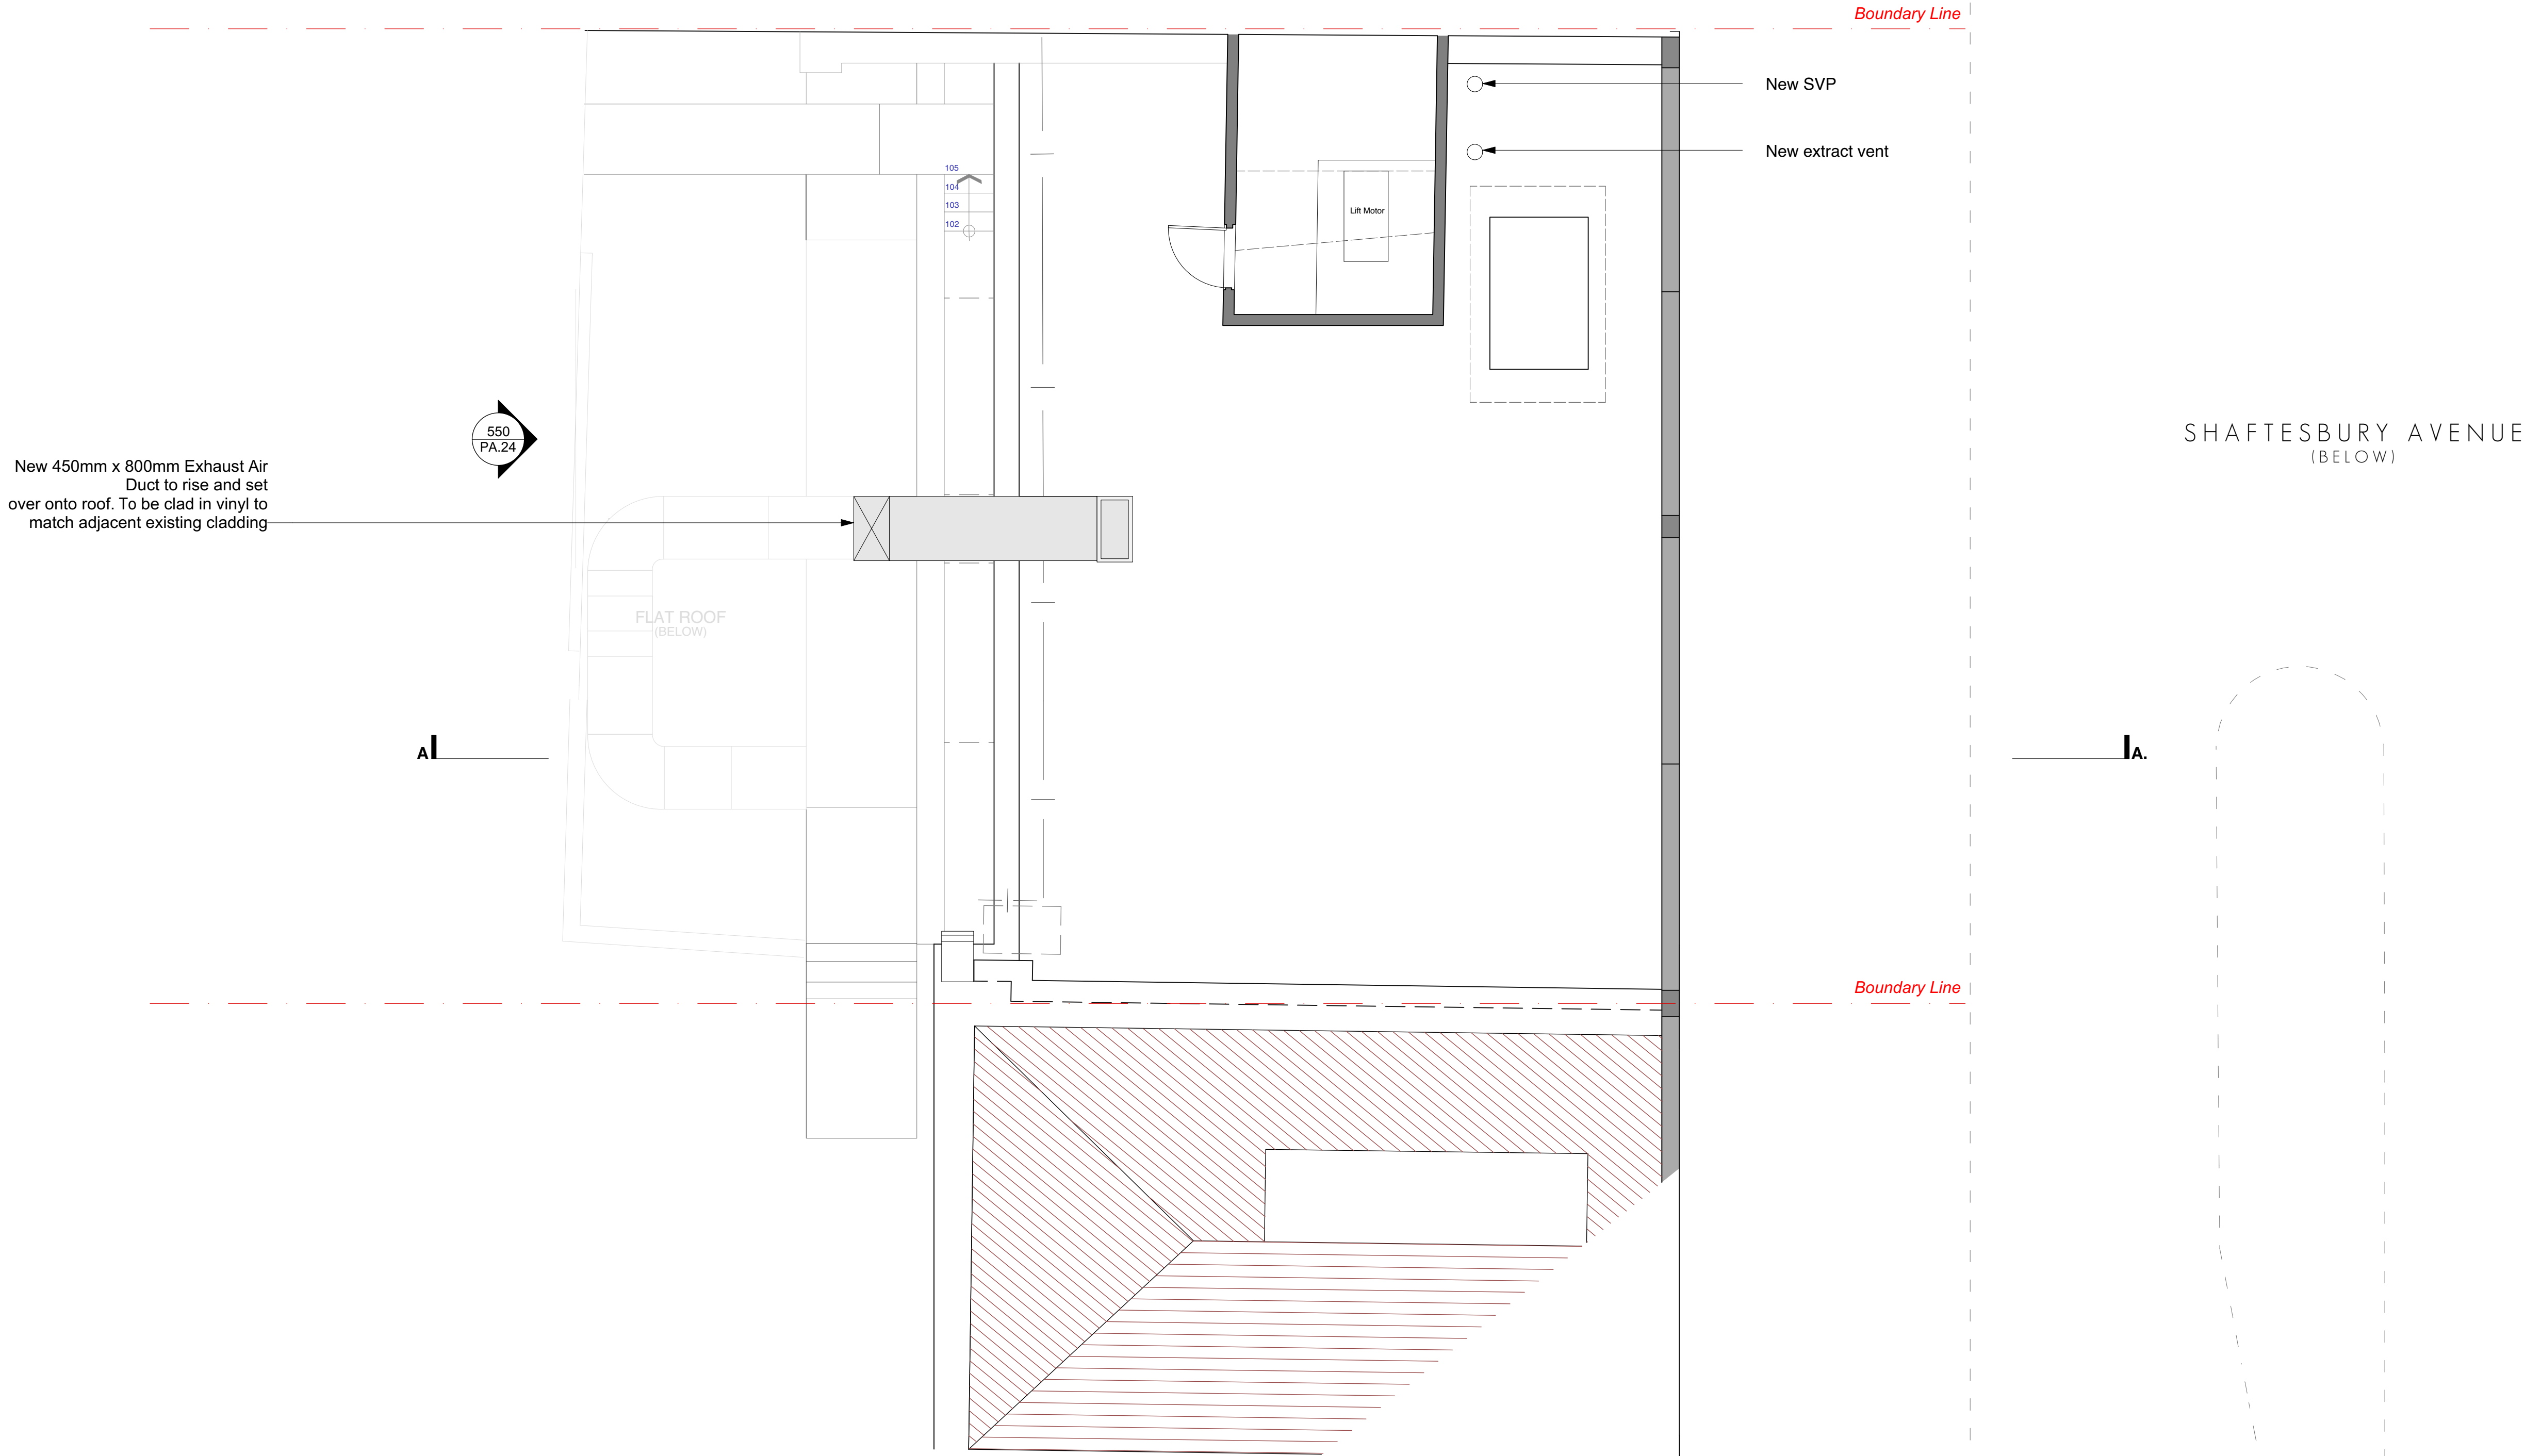 Boundary Line
New SVP
New extract vent
105
104
103
102
Lift Motor
550
PA.24
SHAFTESBURY AVENUE
(BELOW)
New 450mm x 800mm Exhaust Air
Duct to rise and set
over onto roof. To be clad in vinyl to
match adjacent existing cladding
FLAT ROOF
(BELOW)
A
A.
Boundary Line